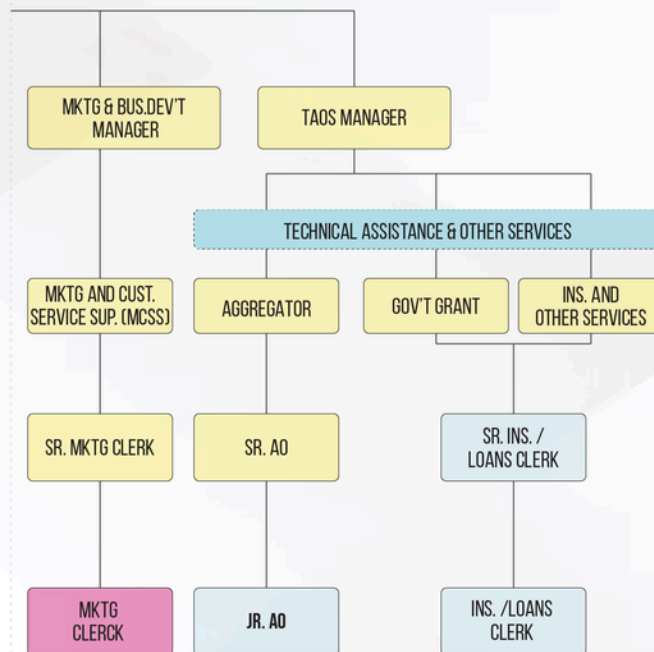 MKTG & BUS.DEV'T
MANAGER
TAOS MANAGER
TECHNICAL ASSISTANCE & OTHER SERVICES
MKTG AND CUST.
SERVICE SUP. (MCSS)
AGGREGATOR
GOV'T GRANT
INS. AND
OTHER SERVICES
SR. MKTG CLERK
SR. AO
SR. INS. /
LOANS CLERK
MKTG
CLERCK
JR. AO
INS. /LOANS
CLERK